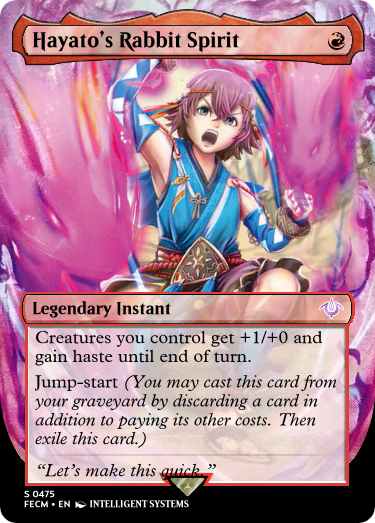 Hayato's Rabbit Spirit
Legendary Instant
Creatures you control get +1/+0 and
gain haste until end of turn.
Jump-start (You may cast this card from
your graveyard by discarding a card in
addition to paying its other costs. Then
exile this card.)
“Let's make this quick.”
S 0475
FECM • EN INTELLIGENT SYSTEMS